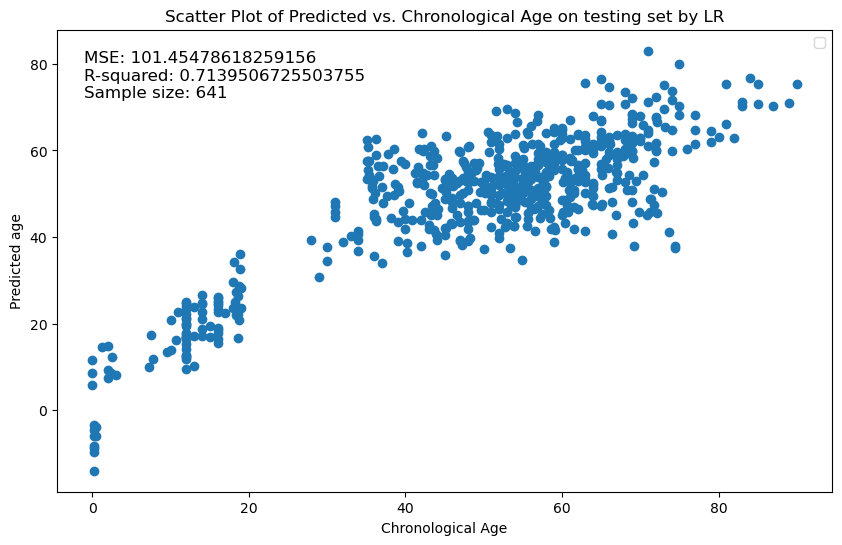 Scatter Plot of Predicted vs. Chronological Age on testing set by LR
MSE: 101.45478618259156
R-squared: 0.7139506725503755
Sample size: 641
80
60
40
20
0
Predicted age
0 20 40 60 80
Chronological Age